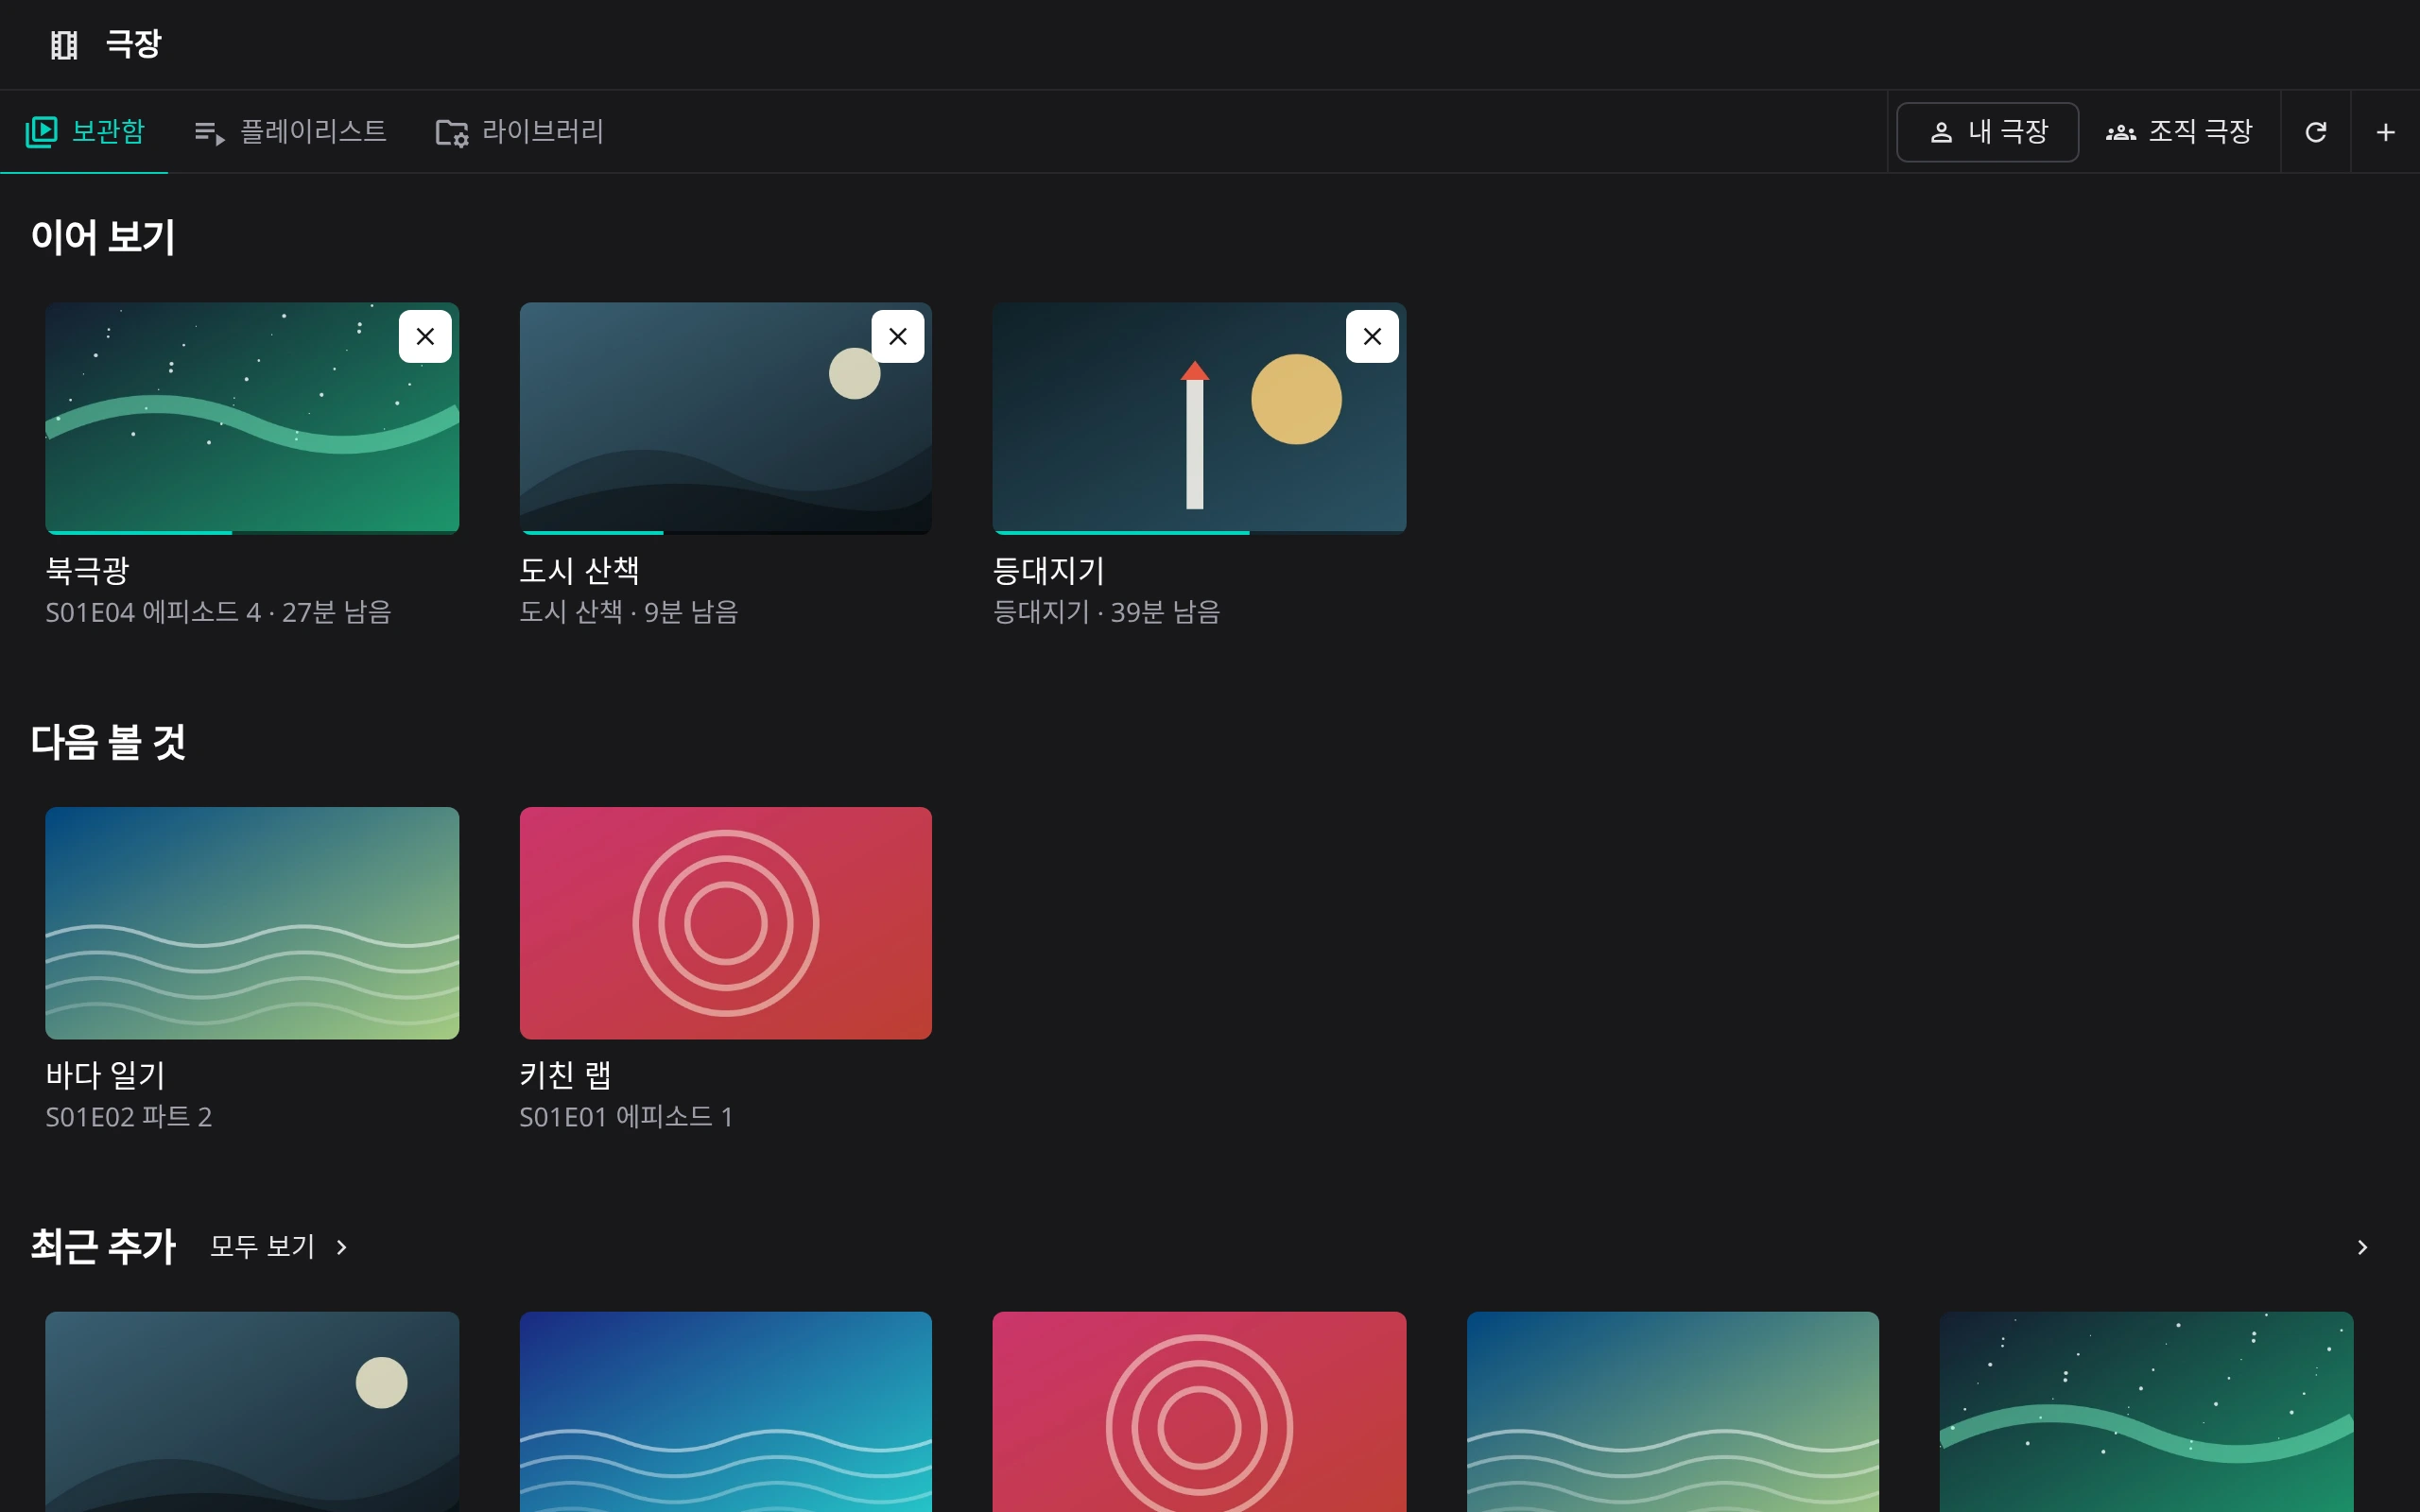 극장
보관함
플레이리스트
라이브러리
내 극장
조직 극장
이어 보기
북극광
S01E04 에피소드 4 · 27분 남음
도시 산책
도시 산책 · 9분 남음
등대지기
등대지기 · 39분 남음
다음 볼 것
바다 일기
S01E02 파트 2
키친 랩
S01E01 에피소드 1
최근 추가
모두 보기